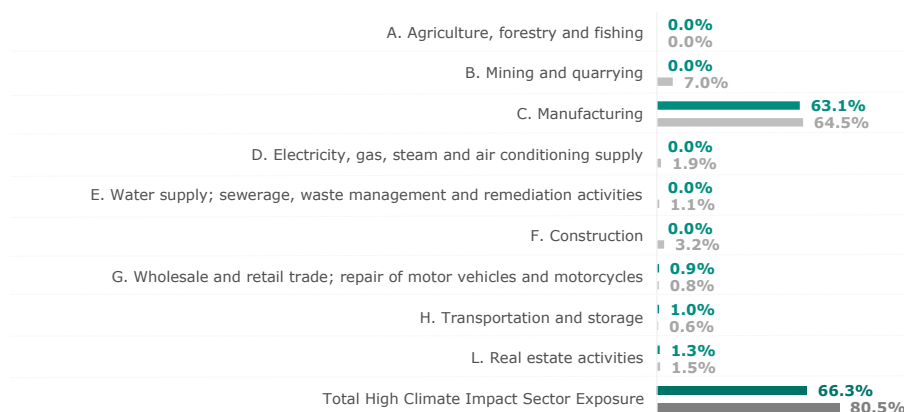 A. Agriculture, forestry and fishing
0.0%
0.0%
B. Mining and quarrying
0.0%
7.0%
C. Manufacturing
63.1%
64.5%
D. Electricity, gas, steam and air conditioning supply
0.0%
1.9%
E. Water supply; sewerage, waste management and remediation activities
0.0%
1.1%
F. Construction
0.0%
3.2%
G. Wholesale and retail trade; repair of motor vehicles and motorcycles
0.9%
0.8%
H. Transportation and storage
1.0%
0.6%
L. Real estate activities
1.3%
1.5%
Total High Climate Impact Sector Exposure
66.3%
80.5%